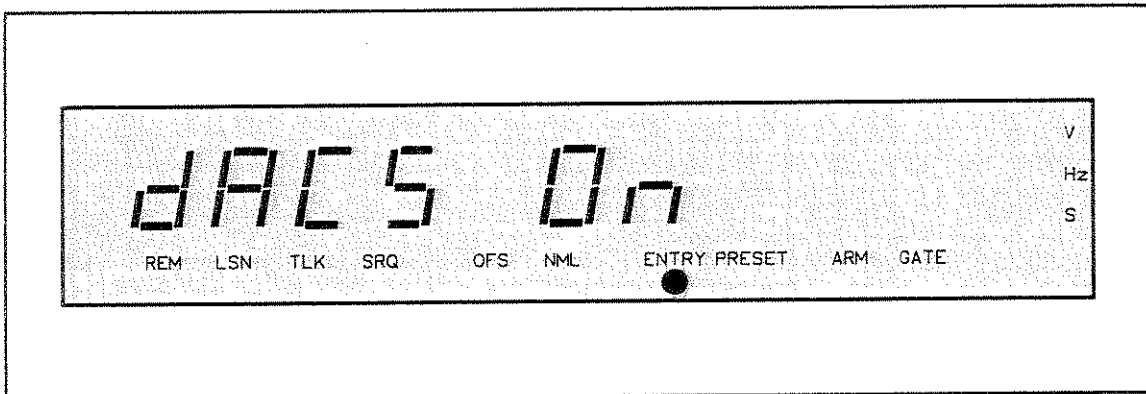 V
dACS On
Hz
S
REM LSN TLK SRQ OFS NML ENTRY PRESET ARM GATE